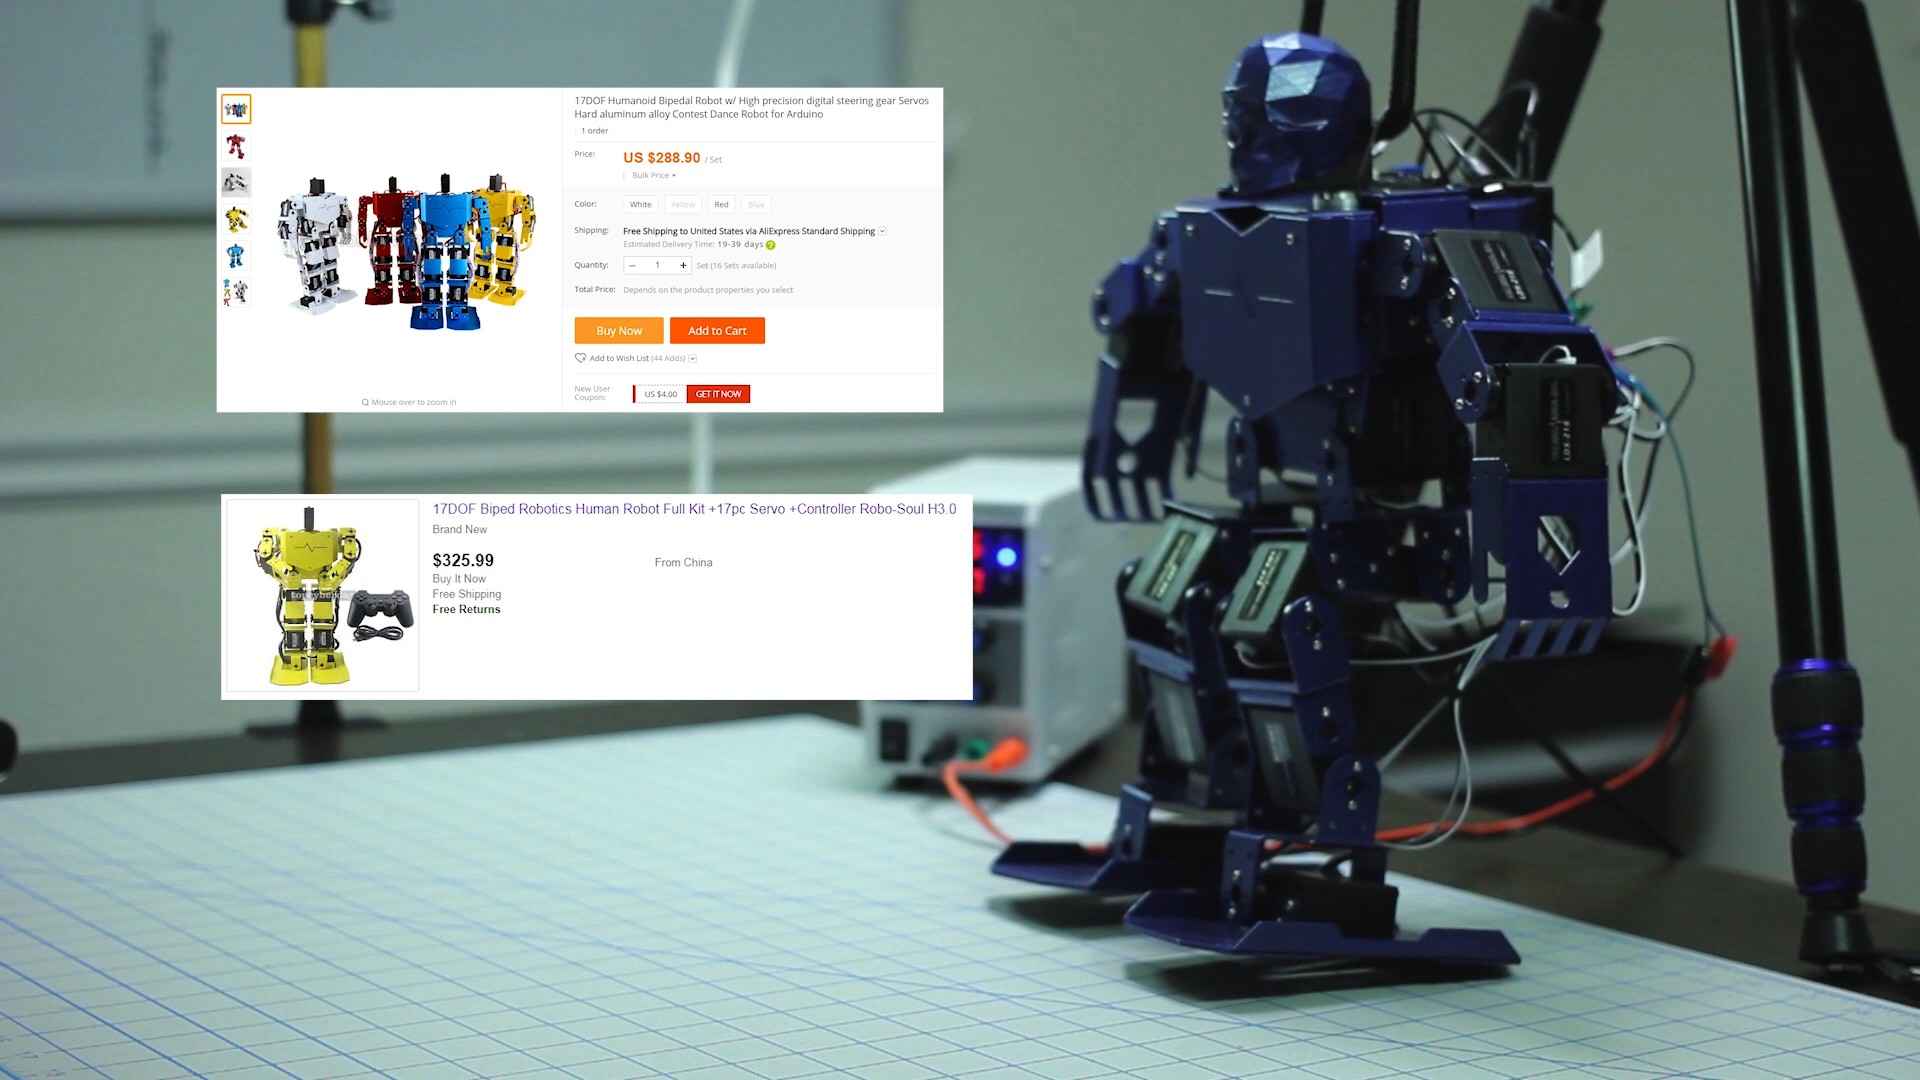 17DOF Humanoid Bipedal Robot w/ High precision digital steering gear Servos
Hard aluminum alloy Contest Dance Robot for Arduino
1 order
Price:
US $288.90 / Set
Bulk Price
Color:
White Yellow Red Blue
Shipping:
Free Shipping to United States via AliExpress Standard Shipping
Estimated Delivery Time: 19-39 days ?
Quantity:
− 1 + Set (16 Sets available)
Total Price: Depends on the product properties you select
Buy Now Add to Cart
Add to Wish List (44 Adds)
New User
Coupon:
US $4.00 GET IT NOW
Mouse over to zoom in
17DOF Biped Robotics Human Robot Full Kit +17pc Servo +Controller Robo-Soul H3.0
Brand New
$325.99
From China
Buy It Now
Free Shipping
Free Returns
LDX-218